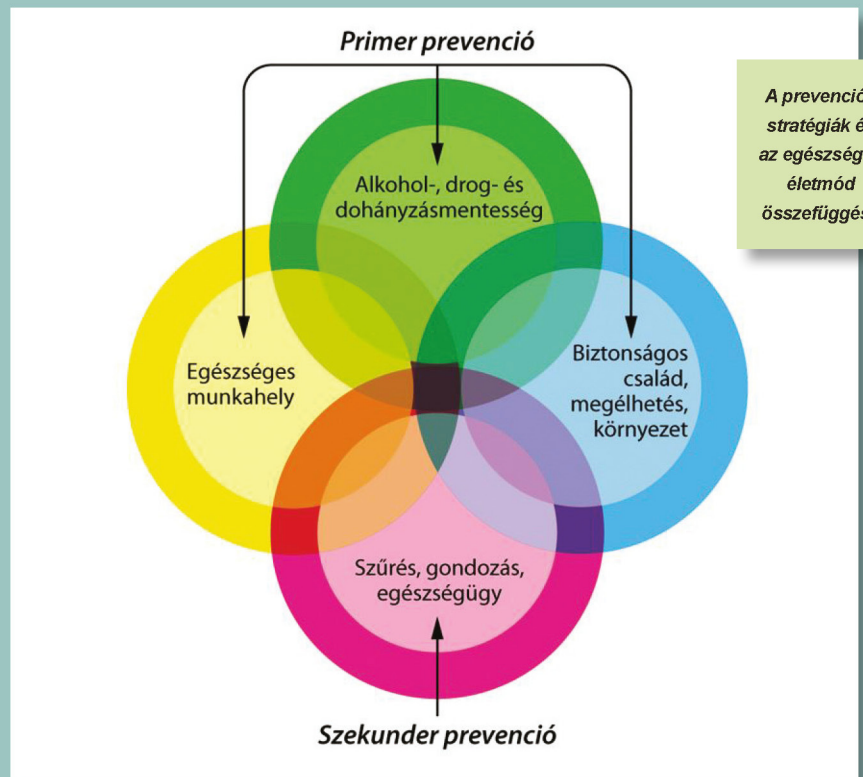 Primer prevenció
A prevenció
stratégiák é
az egészség
életmód
összefüggés
Alkohol-, drog- és
dohányzásmentesség
Egészséges
munkahely
Biztonságos
család,
megélhetés,
környezet
Szűrés, gondozás,
egészségügy
Szekunder prevenció